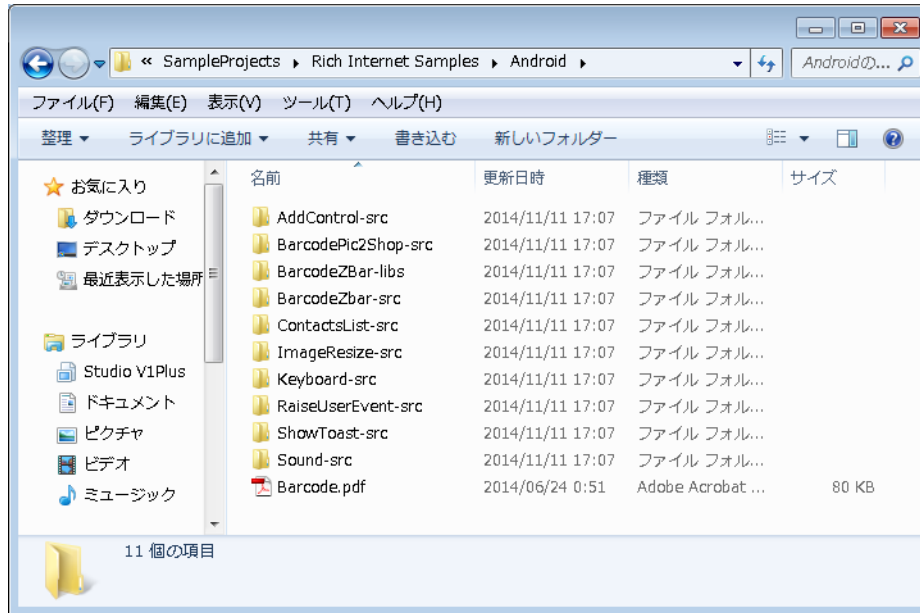 « SampleProjects ▸ Rich Internet Samples ▸ Android ▸ Androidの...
ファイル(F) 編集(E) 表示(V) ツール(T) ヘルプ(H)
整理 ▼ ライブラリに追加 ▼ 共有 ▼ 書き込む 新しいフォルダー
お気に入り
ダウンロード
デスクトップ
最近表示した場所
ライブラリ
Studio V1Plus
ドキュメント
ピクチャ
ビデオ
ミュージック
名前 更新日時 種類 サイズ
AddControl-src 2014/11/11 17:07 ファイル フォル...
BarcodePic2Shop-src 2014/11/11 17:07 ファイル フォル...
BarcodeZBar-libs 2014/11/11 17:07 ファイル フォル...
BarcodeZbar-src 2014/11/11 17:07 ファイル フォル...
ContactsList-src 2014/11/11 17:07 ファイル フォル...
ImageResize-src 2014/11/11 17:07 ファイル フォル...
Keyboard-src 2014/11/11 17:07 ファイル フォル...
RaiseUserEvent-src 2014/11/11 17:07 ファイル フォル...
ShowToast-src 2014/11/11 17:07 ファイル フォル...
Sound-src 2014/11/11 17:07 ファイル フォル...
Barcode.pdf 2014/06/24 0:51 Adobe Acrobat ... 80 KB
11 個の項目